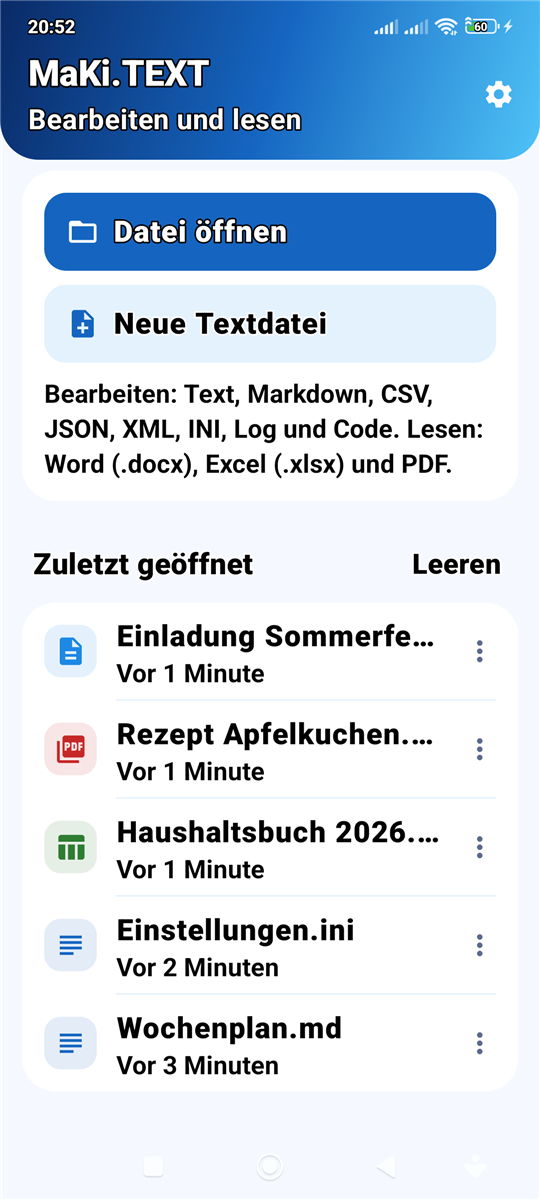 20:52
60
MaKi.TEXT
Bearbeiten und lesen
Datei öffnen
Neue Textdatei
Bearbeiten: Text, Markdown, CSV,
JSON, XML, INI, Log und Code. Lesen:
Word (.docx), Excel (.xlsx) und PDF.
Zuletzt geöffnet
Leeren
Einladung Sommerfe…
Vor 1 Minute
PDF
Rezept Apfelkuchen.…
Vor 1 Minute
Haushaltsbuch 2026.…
Vor 1 Minute
Einstellungen.ini
Vor 2 Minuten
Wochenplan.md
Vor 3 Minuten